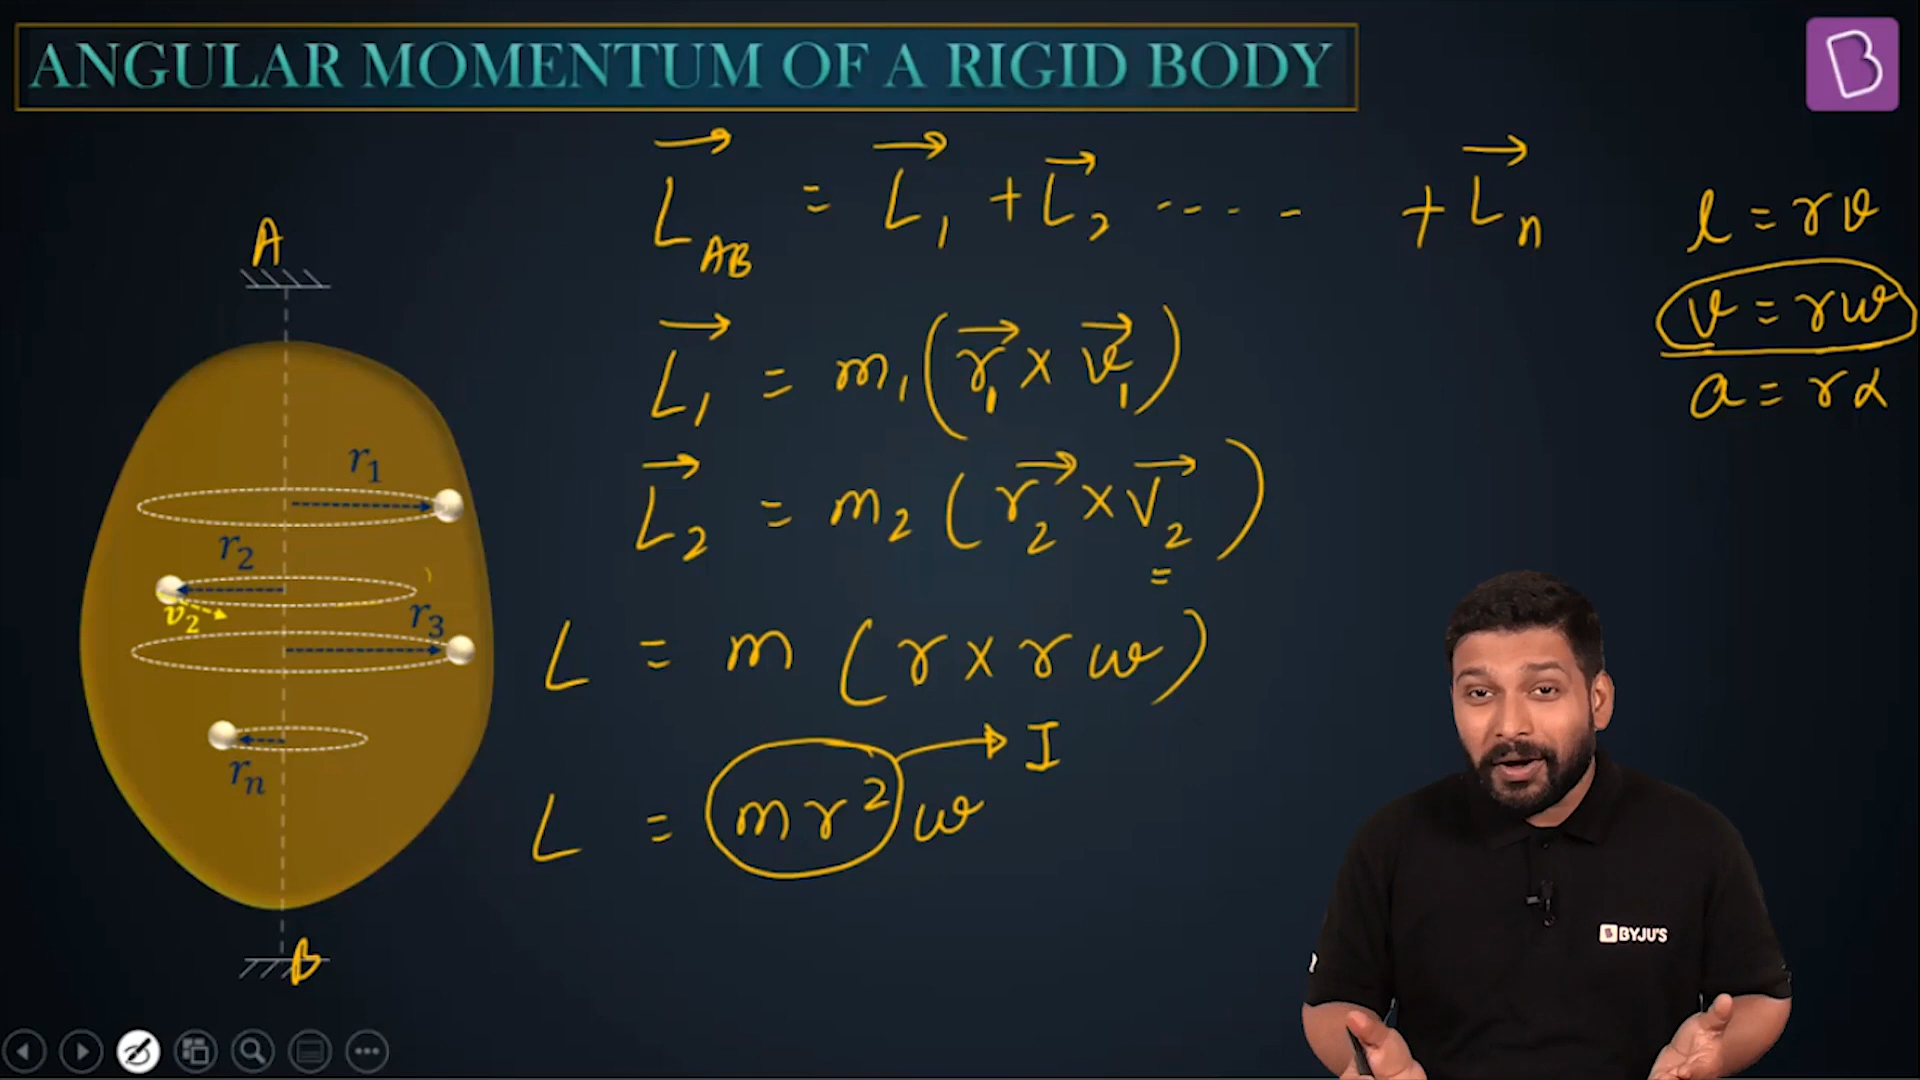 ANGULAR MOMENTUM OF A RIGID BODY
L⃗AB = L⃗1 + L⃗2 ---- + L⃗n
l = rθ
v = rω
a = rα
L⃗1 = m1(r⃗1 × v⃗1)
L⃗2 = m2(r⃗2 × v⃗2)
L = m(r × rω)
I
L = mr²ω
A
r1
r2
v2
r3
rn
B
BYJU'S